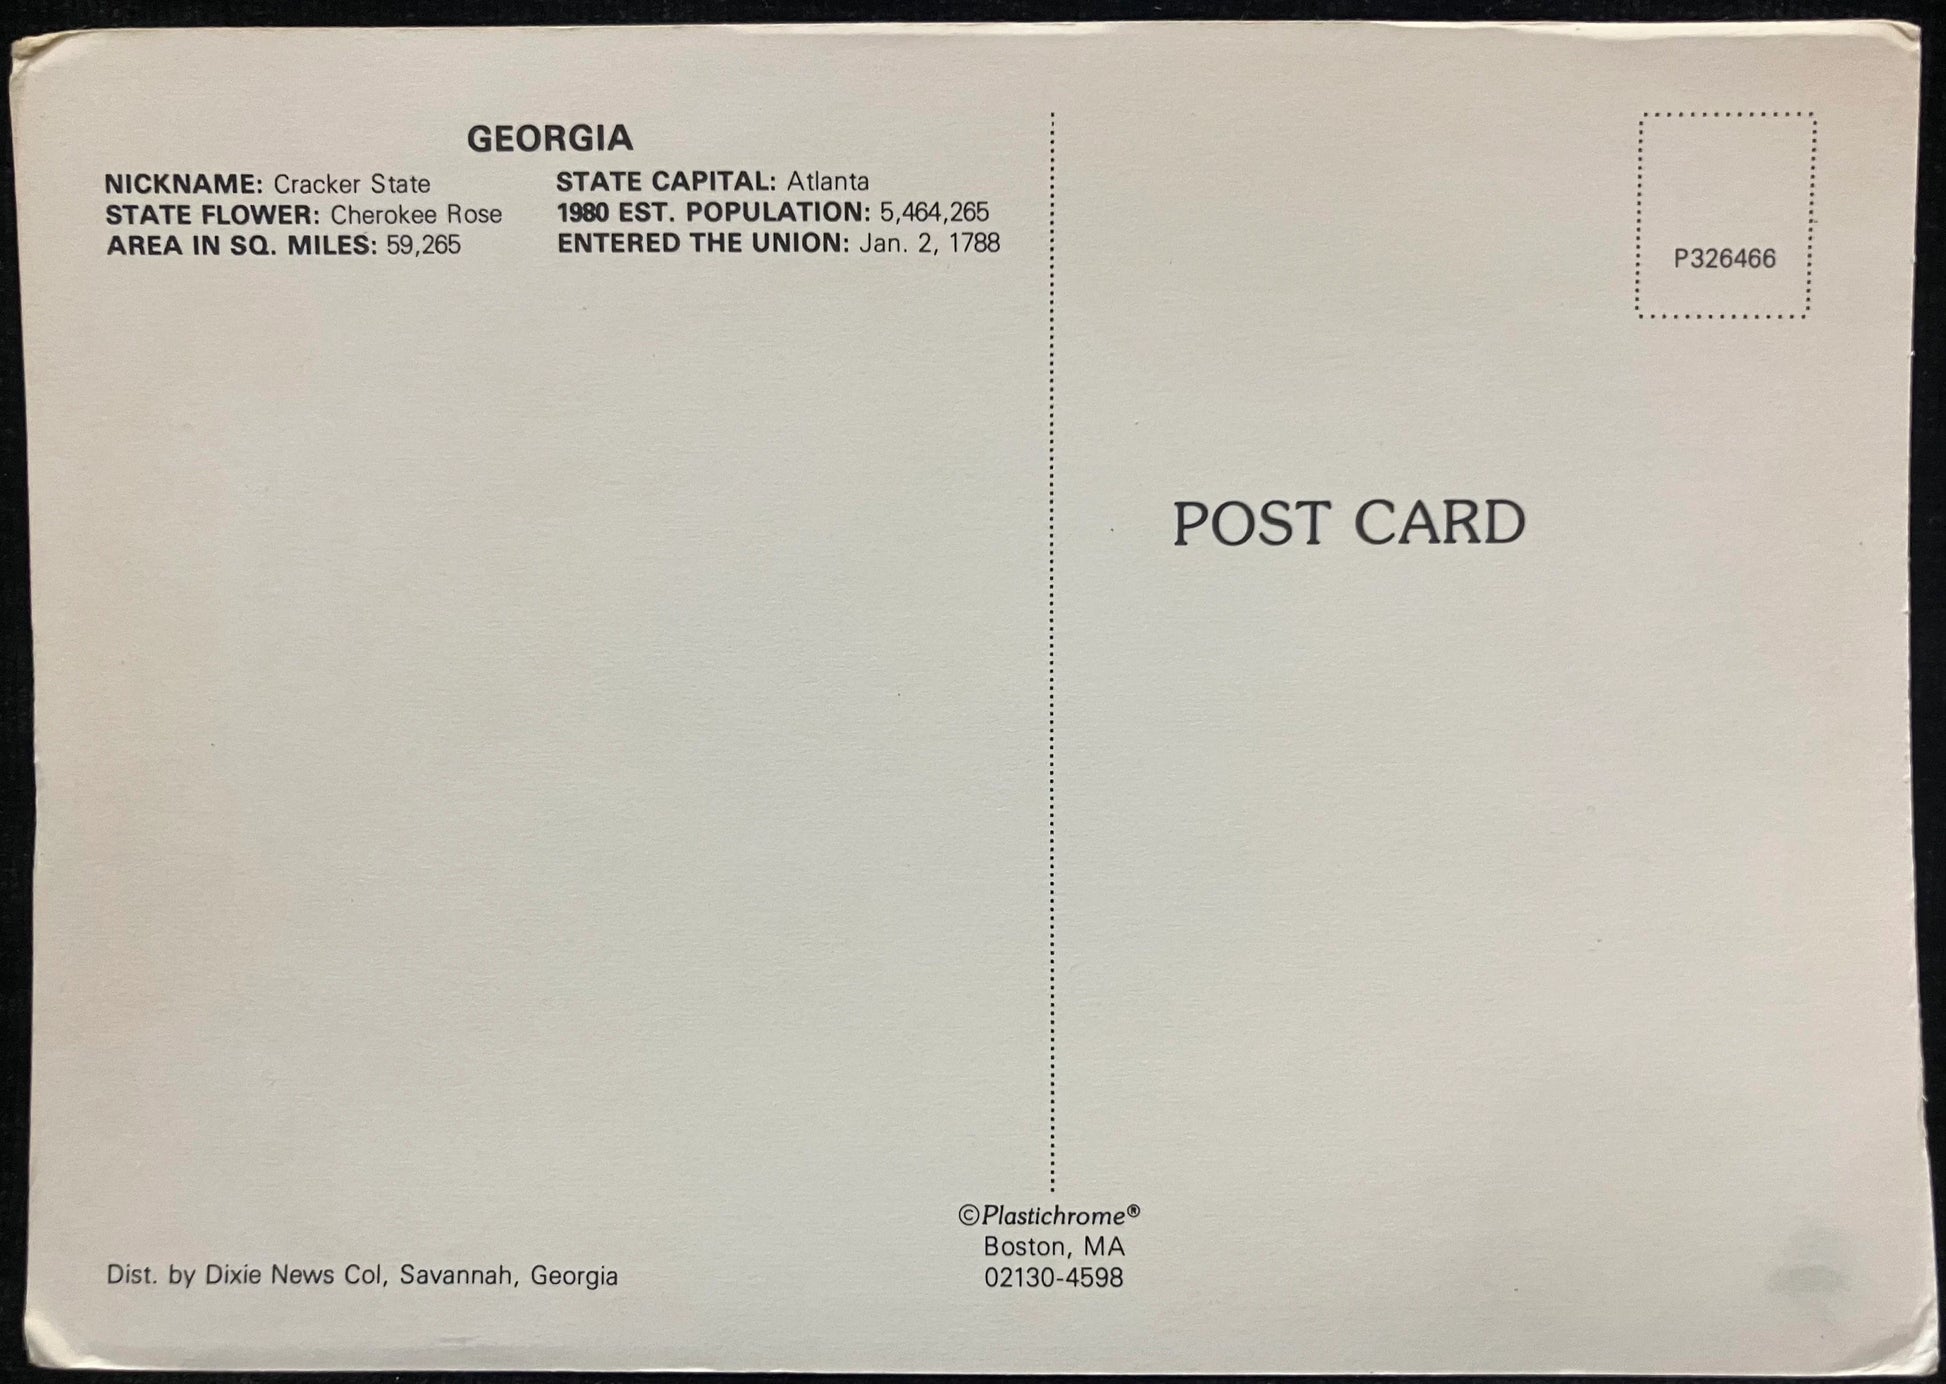 GEORGIA
NICKNAME: Cracker State
STATE FLOWER: Cherokee Rose
AREA IN SQ. MILES: 59,265
STATE CAPITAL: Atlanta
1980 EST. POPULATION: 5,464,265
ENTERED THE UNION: Jan. 2, 1788
P326466
POST CARD
©Plastichrome®
Boston, MA
02130-4598
Dist. by Dixie News Col, Savannah, Georgia